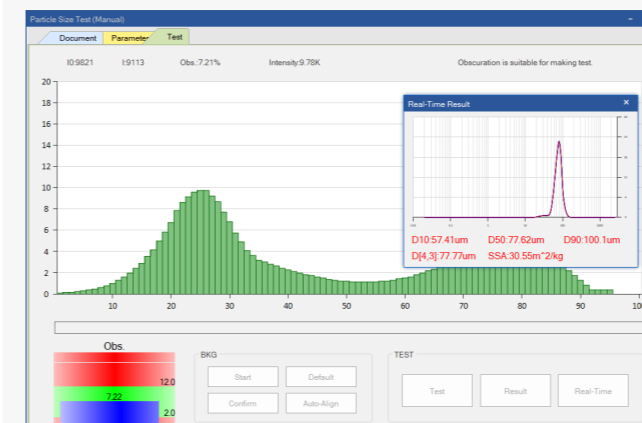 Particle Size Test (Manual)
Document Parameter Test
I0:9821 I:9113 Obs.:7.21% Intensity:9.78K Obscuration is suitable for making test.
20
18
16
14
12
10
8
6
4
2
0
10 20 30 40 50 60 70 80 90 100
Real-Time Result ×
D10:57.41um D50:77.62um D90:100.1um
D[4,3]:77.77um SSA:30.55m^2/kg
Obs.
12.0
7.22
2.0
BKG
Start Default
Confirm Auto-Align
TEST
Test Result Real-Time